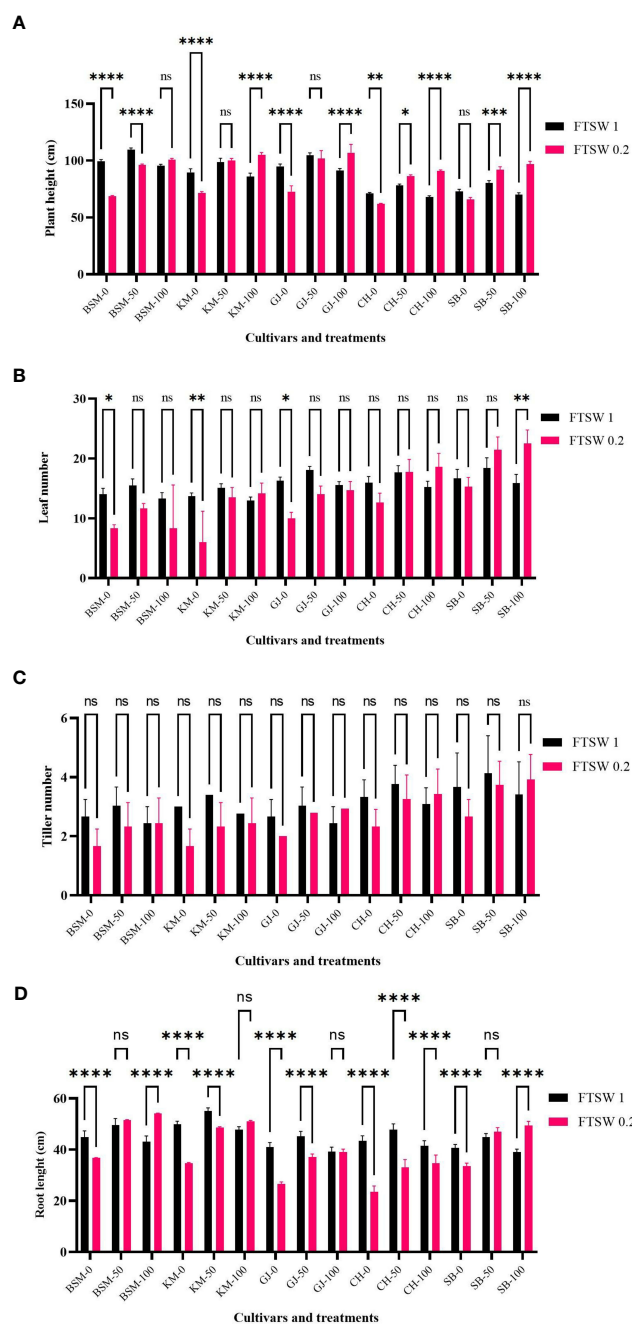 A
**** **** ns **** ns **** **** ns **** ** * **** ns *** ****
150
100
50
0
Plant height (cm)
FTSW 1
FTSW 0.2
BSM-0 BSM-50 BSM-100 KM-0 KM-50 KM-100 GJ-0 GJ-50 GJ-100 CH-0 CH-50 CH-100 SB-0 SB-50 SB-100
Cultivars and treatments
B
* ns ns ** ns ns * ns ns ns ns ns ns ns **
30
20
10
0
Leaf number
FTSW 1
FTSW 0.2
BSM-0 BSM-50 BSM-100 KM-0 KM-50 KM-100 GJ-0 GJ-50 GJ-100 CH-0 CH-50 CH-100 SB-0 SB-50 SB-100
Cultivars and treatments
C
ns ns ns ns ns ns ns ns ns ns ns ns ns ns ns
6
4
2
0
Tiller number
FTSW 1
FTSW 0.2
BSM-0 BSM-50 BSM-100 KM-0 KM-50 KM-100 GJ-0 GJ-50 GJ-100 CH-0 CH-50 CH-100 SB-0 SB-50 SB-100
Cultivars and treatments
D
**** ns **** **** **** ns **** **** ns **** **** **** **** ns ****
60
40
20
0
Root lenght (cm)
FTSW 1
FTSW 0.2
BSM-0 BSM-50 BSM-100 KM-0 KM-50 KM-100 GJ-0 GJ-50 GJ-100 CH-0 CH-50 CH-100 SB-0 SB-50 SB-100
Cultivars and treatments